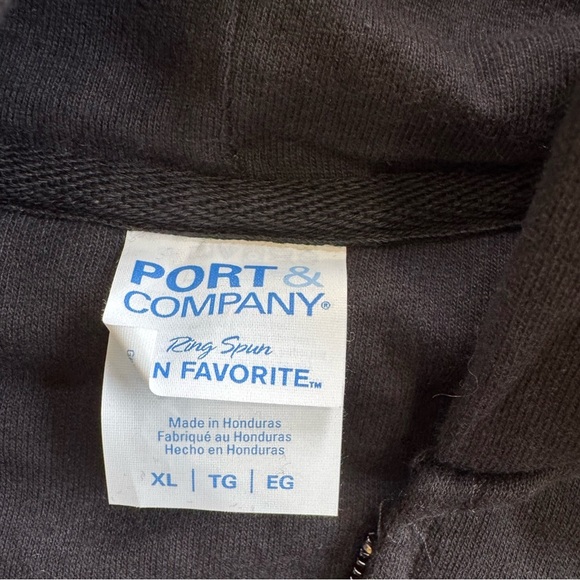 PORT &
COMPANY®
Ring Spun
N FAVORITE™
Made in Honduras
Fabriqué au Honduras
Hecho en Honduras
XL | TG | EG